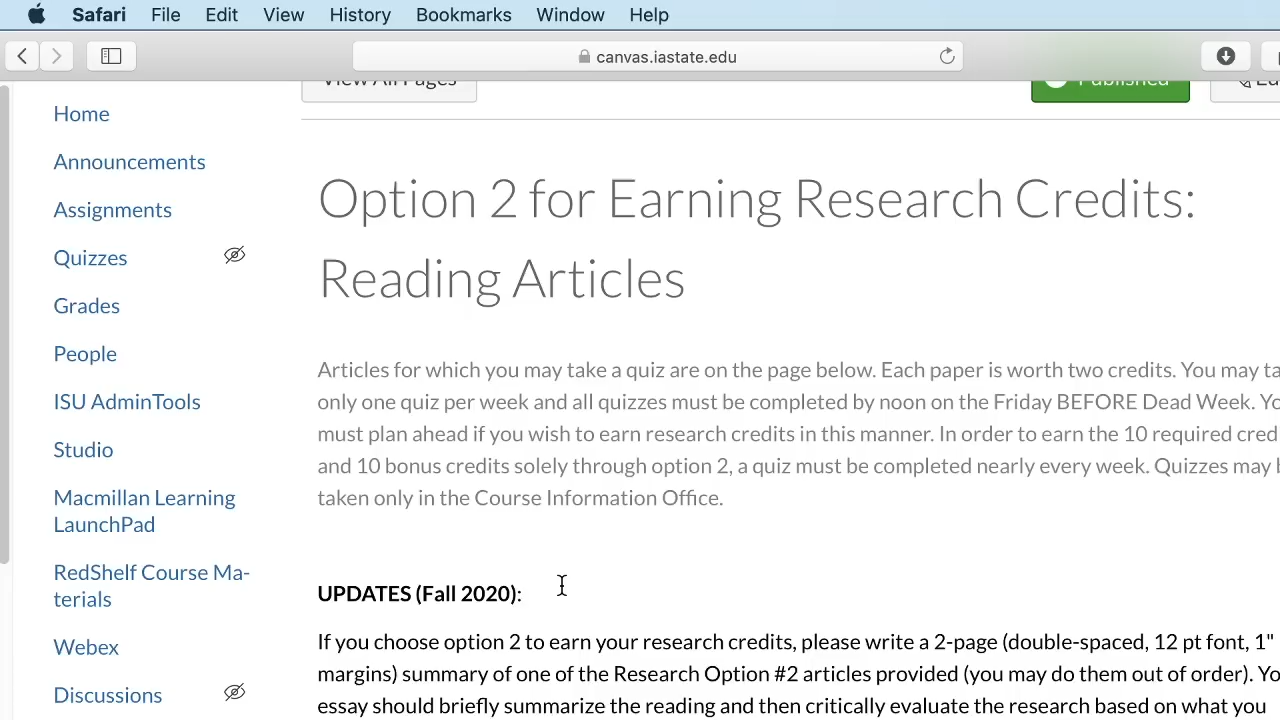 Safari File Edit View History Bookmarks Window Help
canvas.iastate.edu
View All Pages
Published
Home
Announcements
Assignments
Quizzes
Grades
People
ISU AdminTools
Studio
Macmillan Learning
LaunchPad
RedShelf Course Ma-
terials
Webex
Discussions
Option 2 for Earning Research Credits:
Reading Articles
Articles for which you may take a quiz are on the page below. Each paper is worth two credits. You may ta
only one quiz per week and all quizzes must be completed by noon on the Friday BEFORE Dead Week. Yo
must plan ahead if you wish to earn research credits in this manner. In order to earn the 10 required cred
and 10 bonus credits solely through option 2, a quiz must be completed nearly every week. Quizzes may b
taken only in the Course Information Office.
UPDATES (Fall 2020):
If you choose option 2 to earn your research credits, please write a 2-page (double-spaced, 12 pt font, 1"
margins) summary of one of the Research Option #2 articles provided (you may do them out of order). Yo
essay should briefly summarize the reading and then critically evaluate the research based on what you